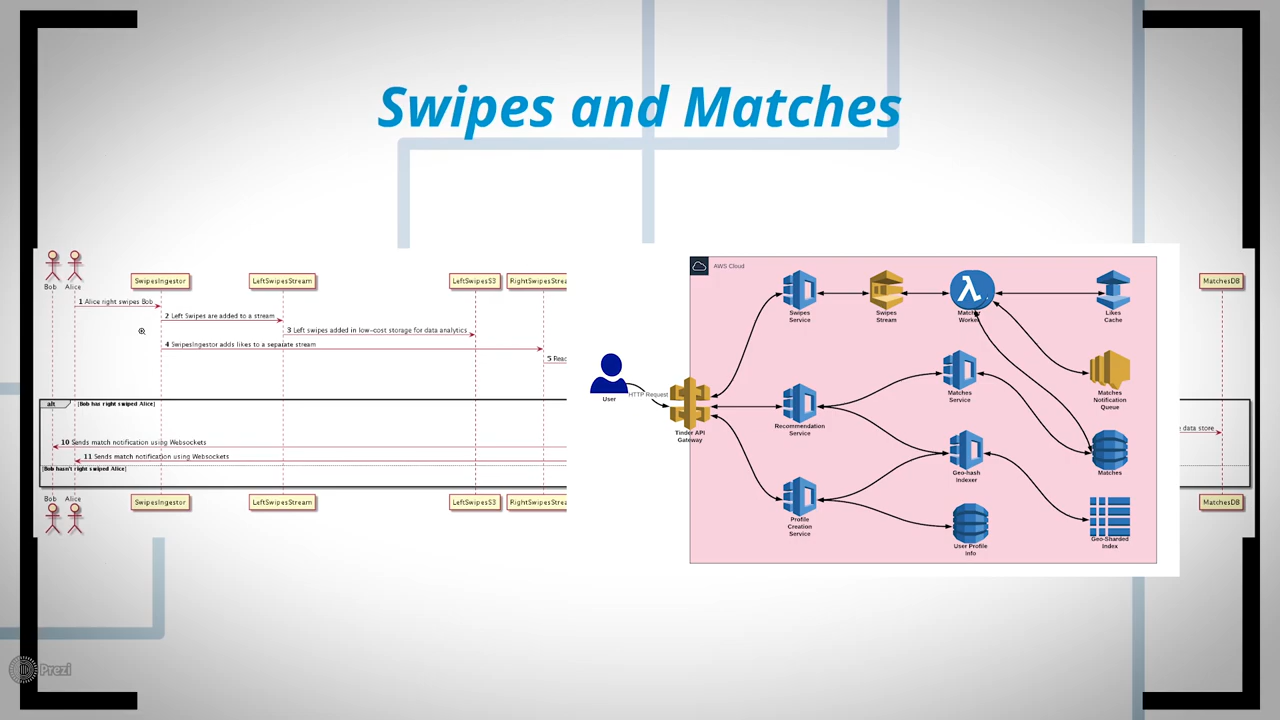 Swipes and Matches
Bob
Alice
SwipesIngestor
LeftSwipesStream
LeftSwipesS3
RightSwipesStream
MatchesDB
1 Alice right swipes Bob
2 Left Swipes are added to a stream
3 Left swipes added in low-cost storage for data analytics
4 SwipesIngestor adds likes to a separate stream
5
alt
[Bob has right swiped Alice]
e data store
10 Sends match notification using Websockets
11 Sends match notification using Websockets
[Bob hasn't right swiped Alice]
Bob
Alice
SwipesIngestor
LeftSwipesStream
LeftSwipesS3
RightSwipesStream
MatchesDB
AWS Cloud
Swipes
Service
Swipes
Stream
Worker
Likes
Cache
User
HTTP Request
Tinder API
Gateway
Recommendation
Service
Matches
Service
Matches
Notification
Queue
Geo-hash
Indexer
Matches
Profile
Creation
Service
User Profile
Info
Geo-Sharded
Index
Prezi